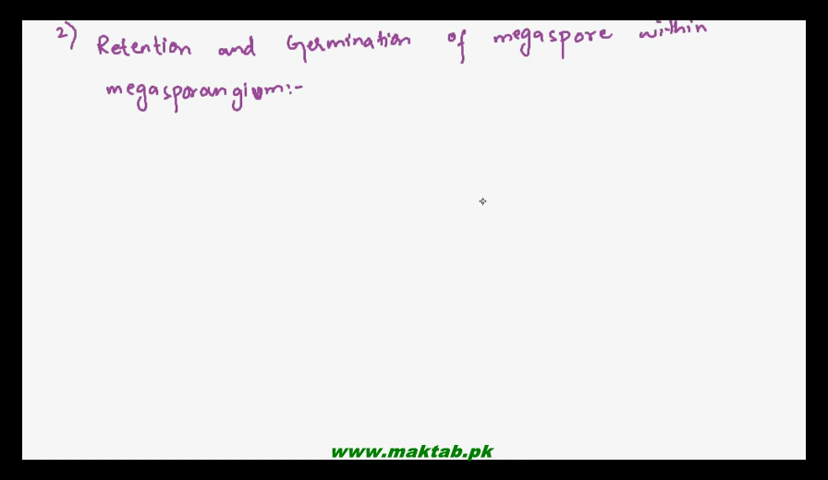 2) Retention and Germination of megaspore within
megasporangium:-
www.maktab.pk